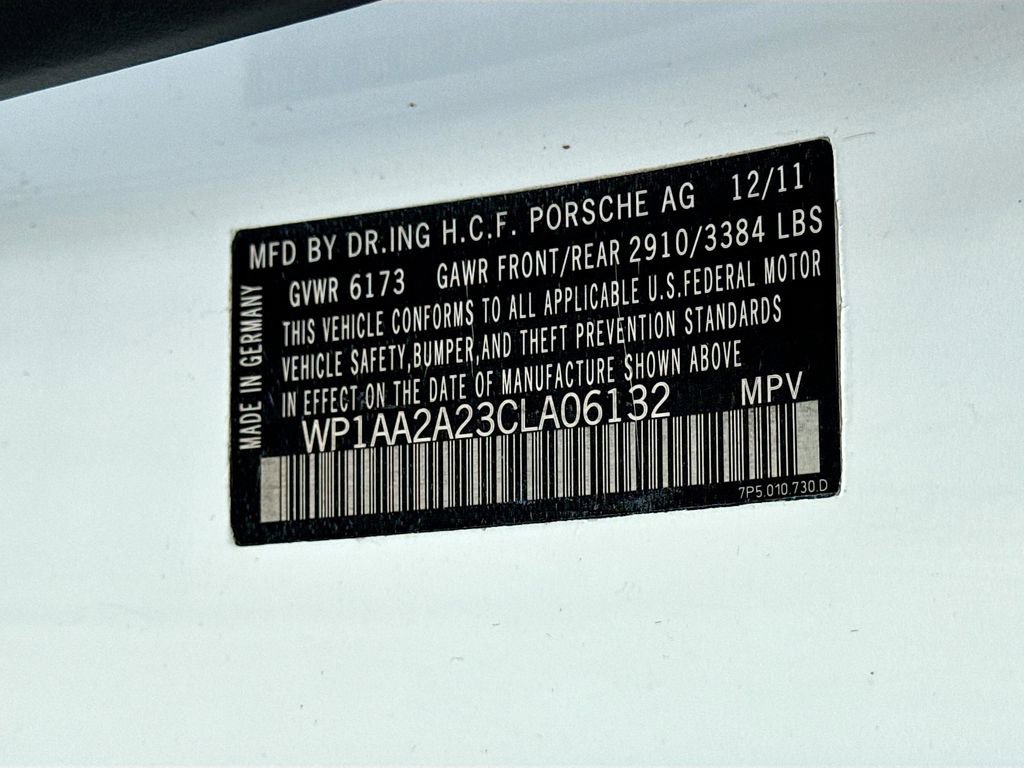 MFD BY DR.ING H.C.F. PORSCHE AG 12/11
GVWR 6173 GAWR FRONT/REAR 2910/3384 LBS
THIS VEHICLE CONFORMS TO ALL APPLICABLE U.S.FEDERAL MOTOR
VEHICLE SAFETY,BUMPER,AND THEFT PREVENTION STANDARDS
IN EFFECT ON THE DATE OF MANUFACTURE SHOWN ABOVE
WP1AA2A23CLA06132 MPV
7P5.010.730.D
MADE IN GERMANY